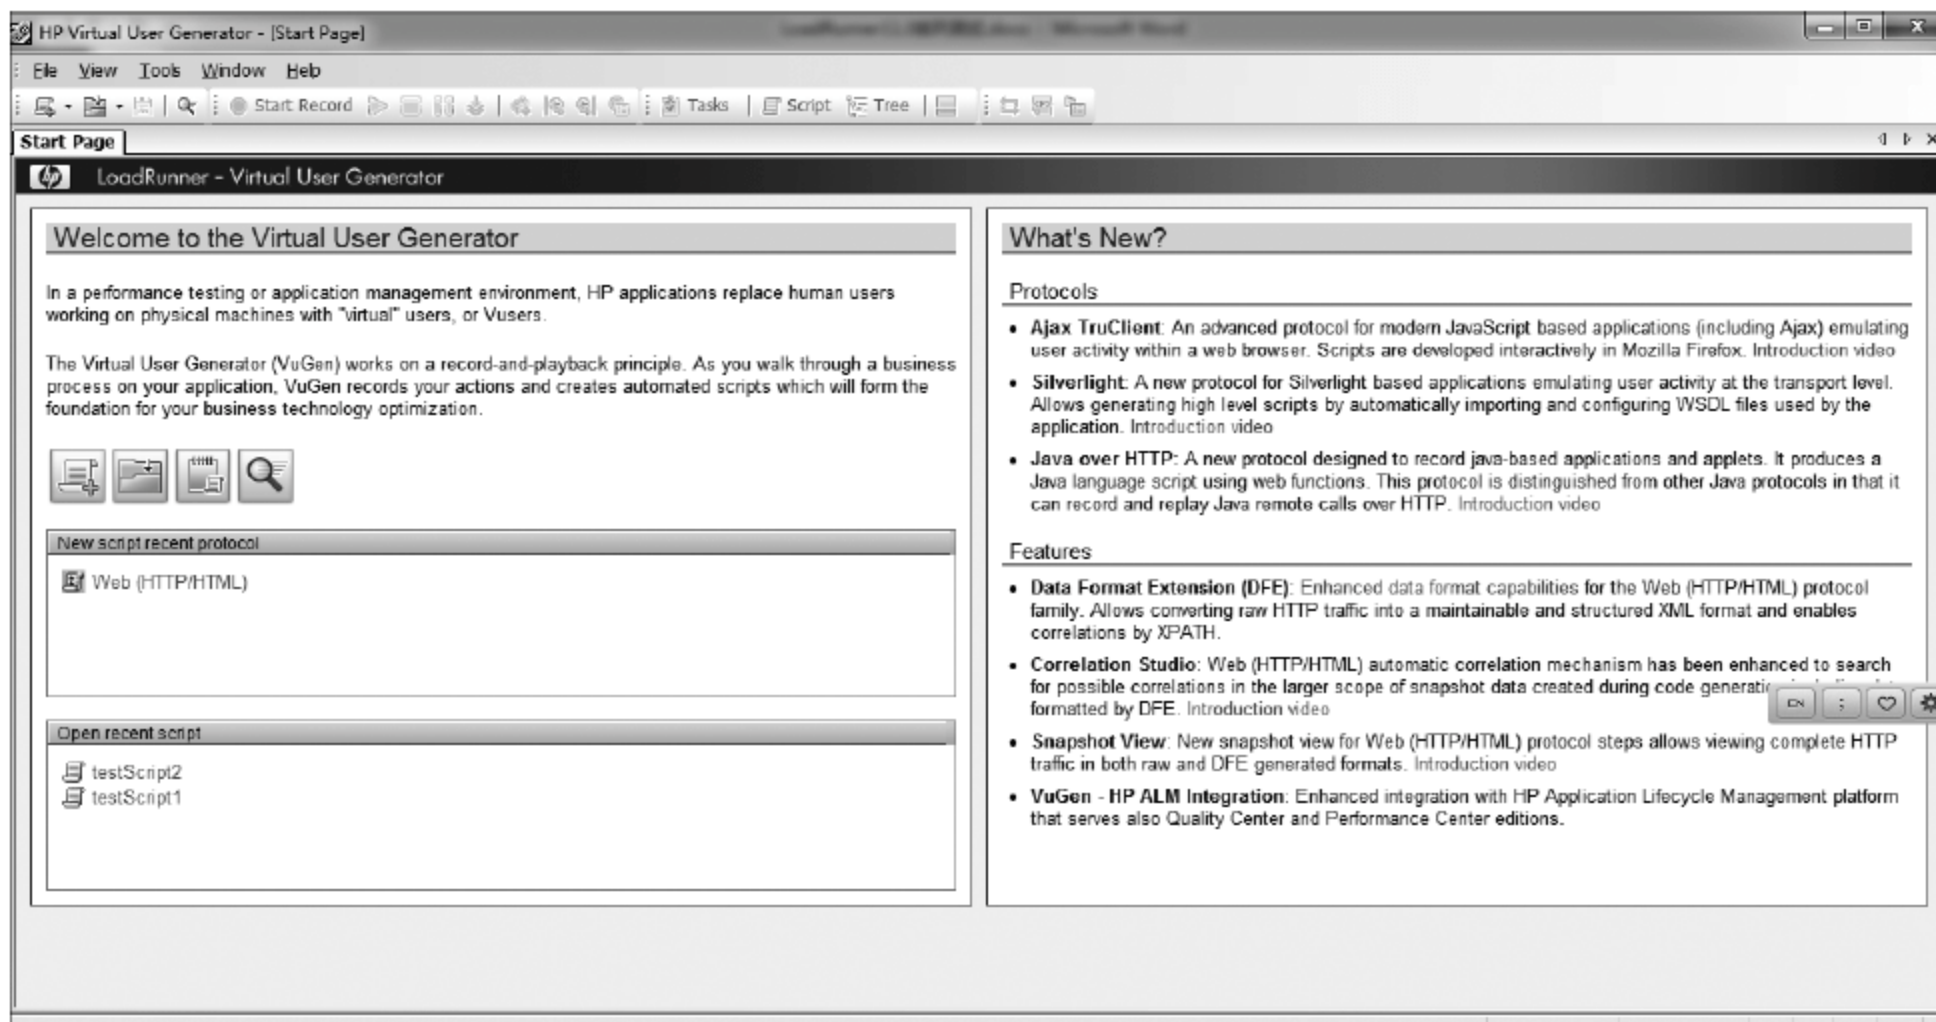 HP Virtual User Generator - [Start Page]
File View Tools Window Help
Start Record Tasks Script Tree
Start Page
hp LoadRunner - Virtual User Generator
Welcome to the Virtual User Generator
In a performance testing or application management environment, HP applications replace human users
working on physical machines with "virtual" users, or Vusers.
The Virtual User Generator (VuGen) works on a record-and-playback principle. As you walk through a business
process on your application, VuGen records your actions and creates automated scripts which will form the
foundation for your business technology optimization.
New script recent protocol
Web (HTTP/HTML)
Open recent script
testScript2
testScript1
What's New?
Protocols
• Ajax TruClient: An advanced protocol for modern JavaScript based applications (including Ajax) emulating
user activity within a web browser. Scripts are developed interactively in Mozilla Firefox. Introduction video
• Silverlight: A new protocol for Silverlight based applications emulating user activity at the transport level.
Allows generating high level scripts by automatically importing and configuring WSDL files used by the
application. Introduction video
• Java over HTTP: A new protocol designed to record java-based applications and applets. It produces a
Java language script using web functions. This protocol is distinguished from other Java protocols in that it
can record and replay Java remote calls over HTTP. Introduction video
Features
• Data Format Extension (DFE): Enhanced data format capabilities for the Web (HTTP/HTML) protocol
family. Allows converting raw HTTP traffic into a maintainable and structured XML format and enables
correlations by XPATH.
• Correlation Studio: Web (HTTP/HTML) automatic correlation mechanism has been enhanced to search
for possible correlations in the larger scope of snapshot data created during code
formatted by DFE. Introduction video
EN ;
• Snapshot View: New snapshot view for Web (HTTP/HTML) protocol steps allows viewing complete HTTP
traffic in both raw and DFE generated formats. Introduction video
• VuGen - HP ALM Integration: Enhanced integration with HP Application Lifecycle Management platform
that serves also Quality Center and Performance Center editions.